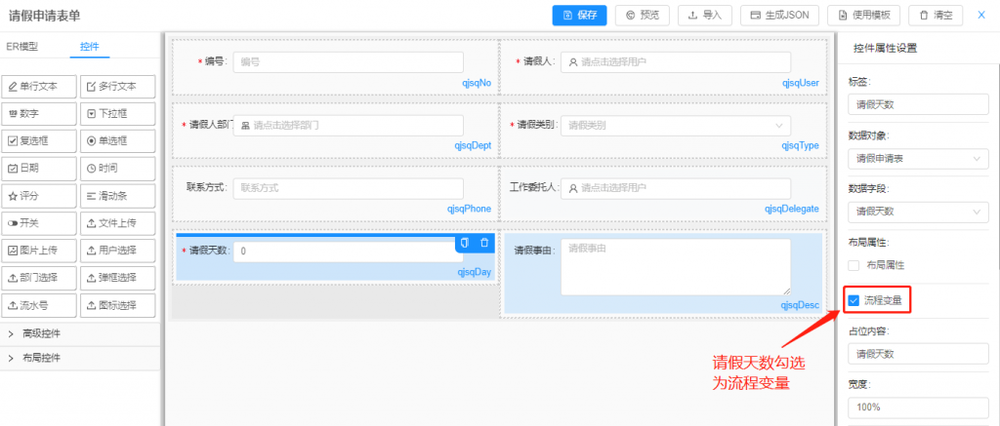 请假申请表单
保存
预览
导入
生成JSON
使用模板
清空
X
ER模型
控件
单行文本
多行文本
数字
下拉框
复选框
单选框
日期
时间
评分
滑动条
开关
文件上传
图片上传
用户选择
部门选择
弹框选择
流水号
图标选择
高级控件
布局控件
* 编号:
编号
qjsqNo
* 请假人:
请点击选择用户
qjsqUser
* 请假人部门
请点击选择部门
qjsqDept
* 请假类别:
请假类别
qjsqType
联系方式:
联系方式
qjsqPhone
工作委托人:
请点击选择用户
qjsqDelegate
* 请假天数:
0
qjsqDay
请假事由:
请假事由
qjsqDesc
请假天数勾选
为流程变量
控件属性设置
标签:
请假天数
数据对象:
请假申请表
数据字段:
请假天数
布局属性:
布局属性
流程变量
占位内容:
请假天数
宽度:
100%